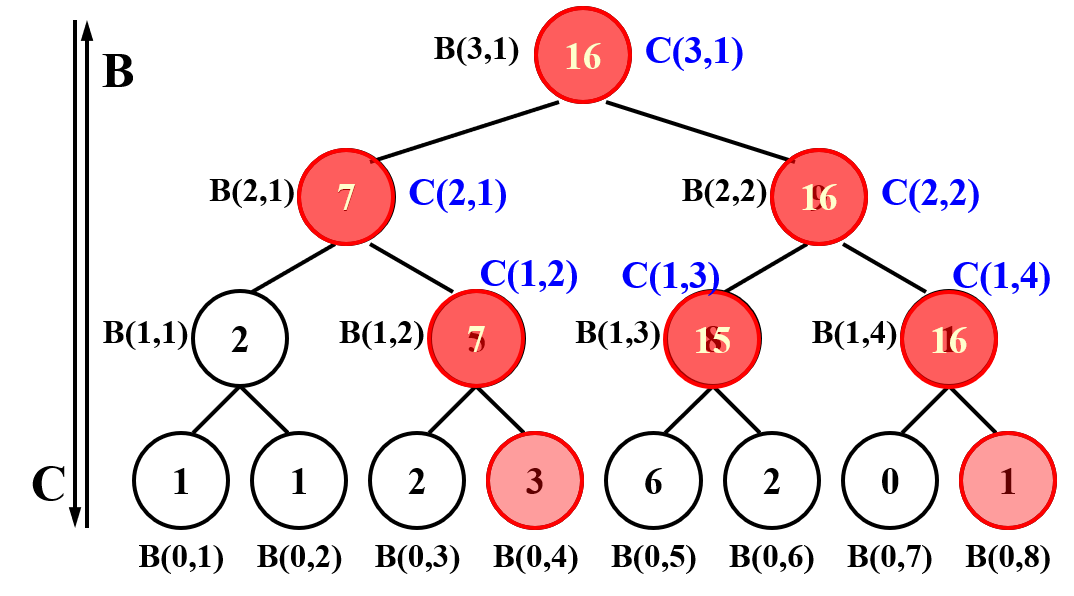 B(3,1) 16 C(3,1)
B
B(2,1) 7 C(2,1) B(2,2) 16 C(2,2)
C(1,2) C(1,3) C(1,4)
B(1,1) 2 B(1,2) 7 B(1,3) 15 B(1,4) 16
C
1 1 2 3 6 2 0 1
B(0,1) B(0,2) B(0,3) B(0,4) B(0,5) B(0,6) B(0,7) B(0,8)